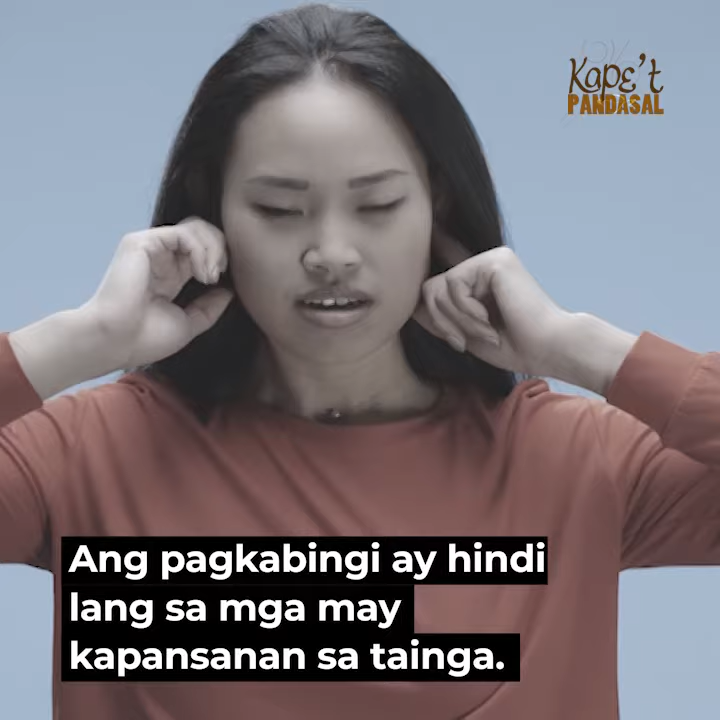 Kape't
PANDASAL
Ang pagkabingi ay hindi
lang sa mga may
kapansanan sa tainga.